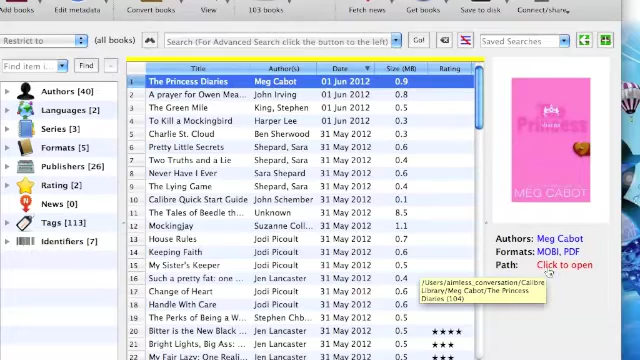 Add books
Edit metadata
Convert books
View
103 books
Fetch news
Get books
Save to disk
Connect/share
Restrict to
(all books)
Search (For Advanced Search click the button to the left)
Go!
Saved Searches
Find item i...
Find
Authors [40]
Languages [2]
Series [3]
Formats [5]
Publishers [26]
Rating [2]
News [0]
Tags [113]
Identifiers [7]
Title Author(s) Date Size (MB) Rating
1 The Princess Diaries Meg Cabot 01 Jun 2012 0.9
2 A prayer for Owen Mea... John Irving 01 Jun 2012 0.8
3 The Green Mile King, Stephen 01 Jun 2012 0.5
4 To Kill a Mockingbird Harper Lee 01 Jun 2012 0.3
5 Charlie St. Cloud Ben Sherwood 31 May 2012 0.3
6 Pretty Little Secrets Shepard, Sara 31 May 2012 0.6
7 Two Truths and a Lie Shepard, Sara 31 May 2012 0.4
8 Never Have I Ever Shepard, Sara 31 May 2012 0.6
9 The Lying Game Shepard, Sara 31 May 2012 0.4
10 Calibre Quick Start Guide John Schember 31 May 2012 0.1
11 The Tales of Beedle th... Unknown 31 May 2012 8.5
12 Mockingjay Suzanne Coll... 31 May 2012 1.1
13 House Rules Jodi Picoult 31 May 2012 0.7
14 Keeping Faith Jodi Picoult 31 May 2012 0.6
15 My Sister's Keeper Jodi Picoult 31 May 2012 0.5
16 Such a pretty fat: one ... Jen Lancaster 31 May 2012 0.4
17 Change of Heart Jodi Picoult 31 May 2012
18 Handle With Care Jodi Picoult 31 May 2012
19 The Perks of Being a W... Stephen 31 May 2012
20 Bitter is the New Black ... Jen Lancaster 31 May 2012 0.6 ★★★★
21 Bright Lights, Big Ass: ... Jen Lancaster 31 May 2012 0.5 ★★★
22 My Fair Lazy: One Real... Jen Lancaster 31 May 2012
Princess
diaries
MEG CABOT
Authors: Meg Cabot
Formats: MOBI, PDF
Path: Click to open
/Users/aimless_conversation/Calibre
Library/Meg Cabot/The Princess
Diaries (104)